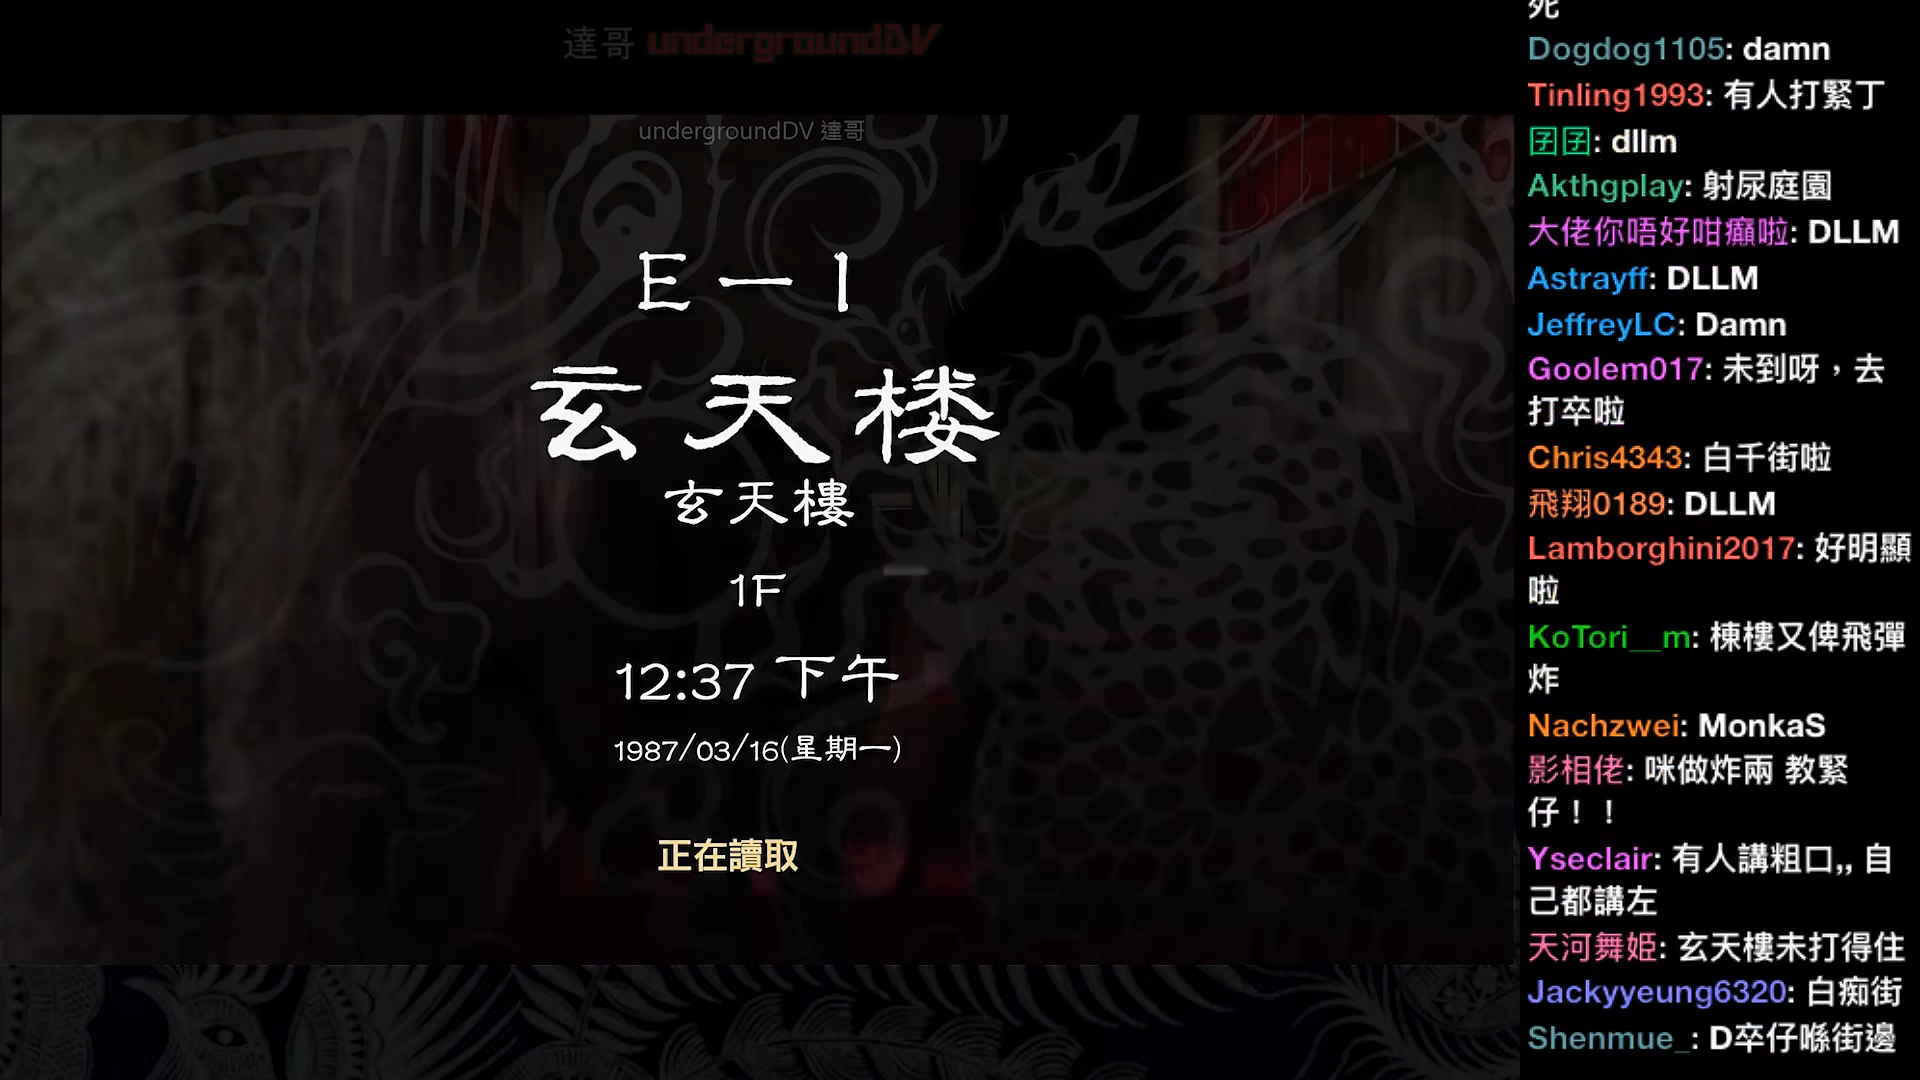 達哥 undergroundDV
undergroundDV 達哥
E－1
玄天楼
玄天樓
1F
12:37 下午
1987/03/16(星期一)
正在讀取
死
Dogdog1105: damn
Tinling1993: 有人打緊丁
囝囝: dllm
Akthgplay: 射尿庭園
大佬你唔好咁癲啦: DLLM
Astrayff: DLLM
JeffreyLC: Damn
Goolem017: 未到呀，去
打卒啦
Chris4343: 白千街啦
飛翔0189: DLLM
Lamborghini2017: 好明顯
啦
KoTori__m: 棟樓又俾飛彈
炸
Nachzwei: MonkaS
影相佬: 咪做炸兩 教緊
仔！！
Yseclair: 有人講粗口,, 自
己都講左
天河舞姫: 玄天樓未打得住
Jackyyeung6320: 白痴街
Shenmue_: D卒仔喺街邊